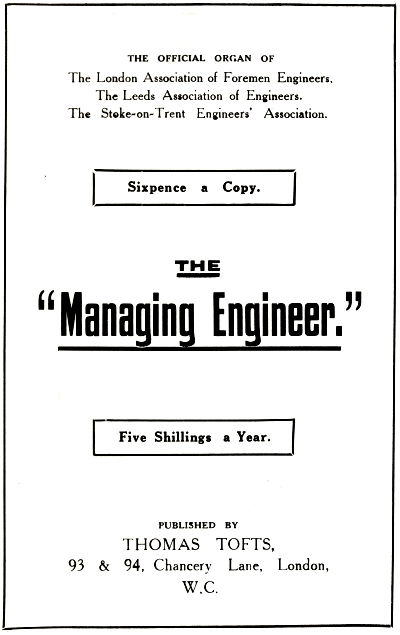 THE OFFICIAL ORGAN OF
The London Association of Foremen Engineers.
The Leeds Association of Engineers.
The Stoke-on-Trent Engineers' Association.
Sixpence a Copy.
THE
“Managing Engineer.”
Five Shillings a Year.
PUBLISHED BY
THOMAS TOFTS,
93 & 94, Chancery Lane, London,
W.C.